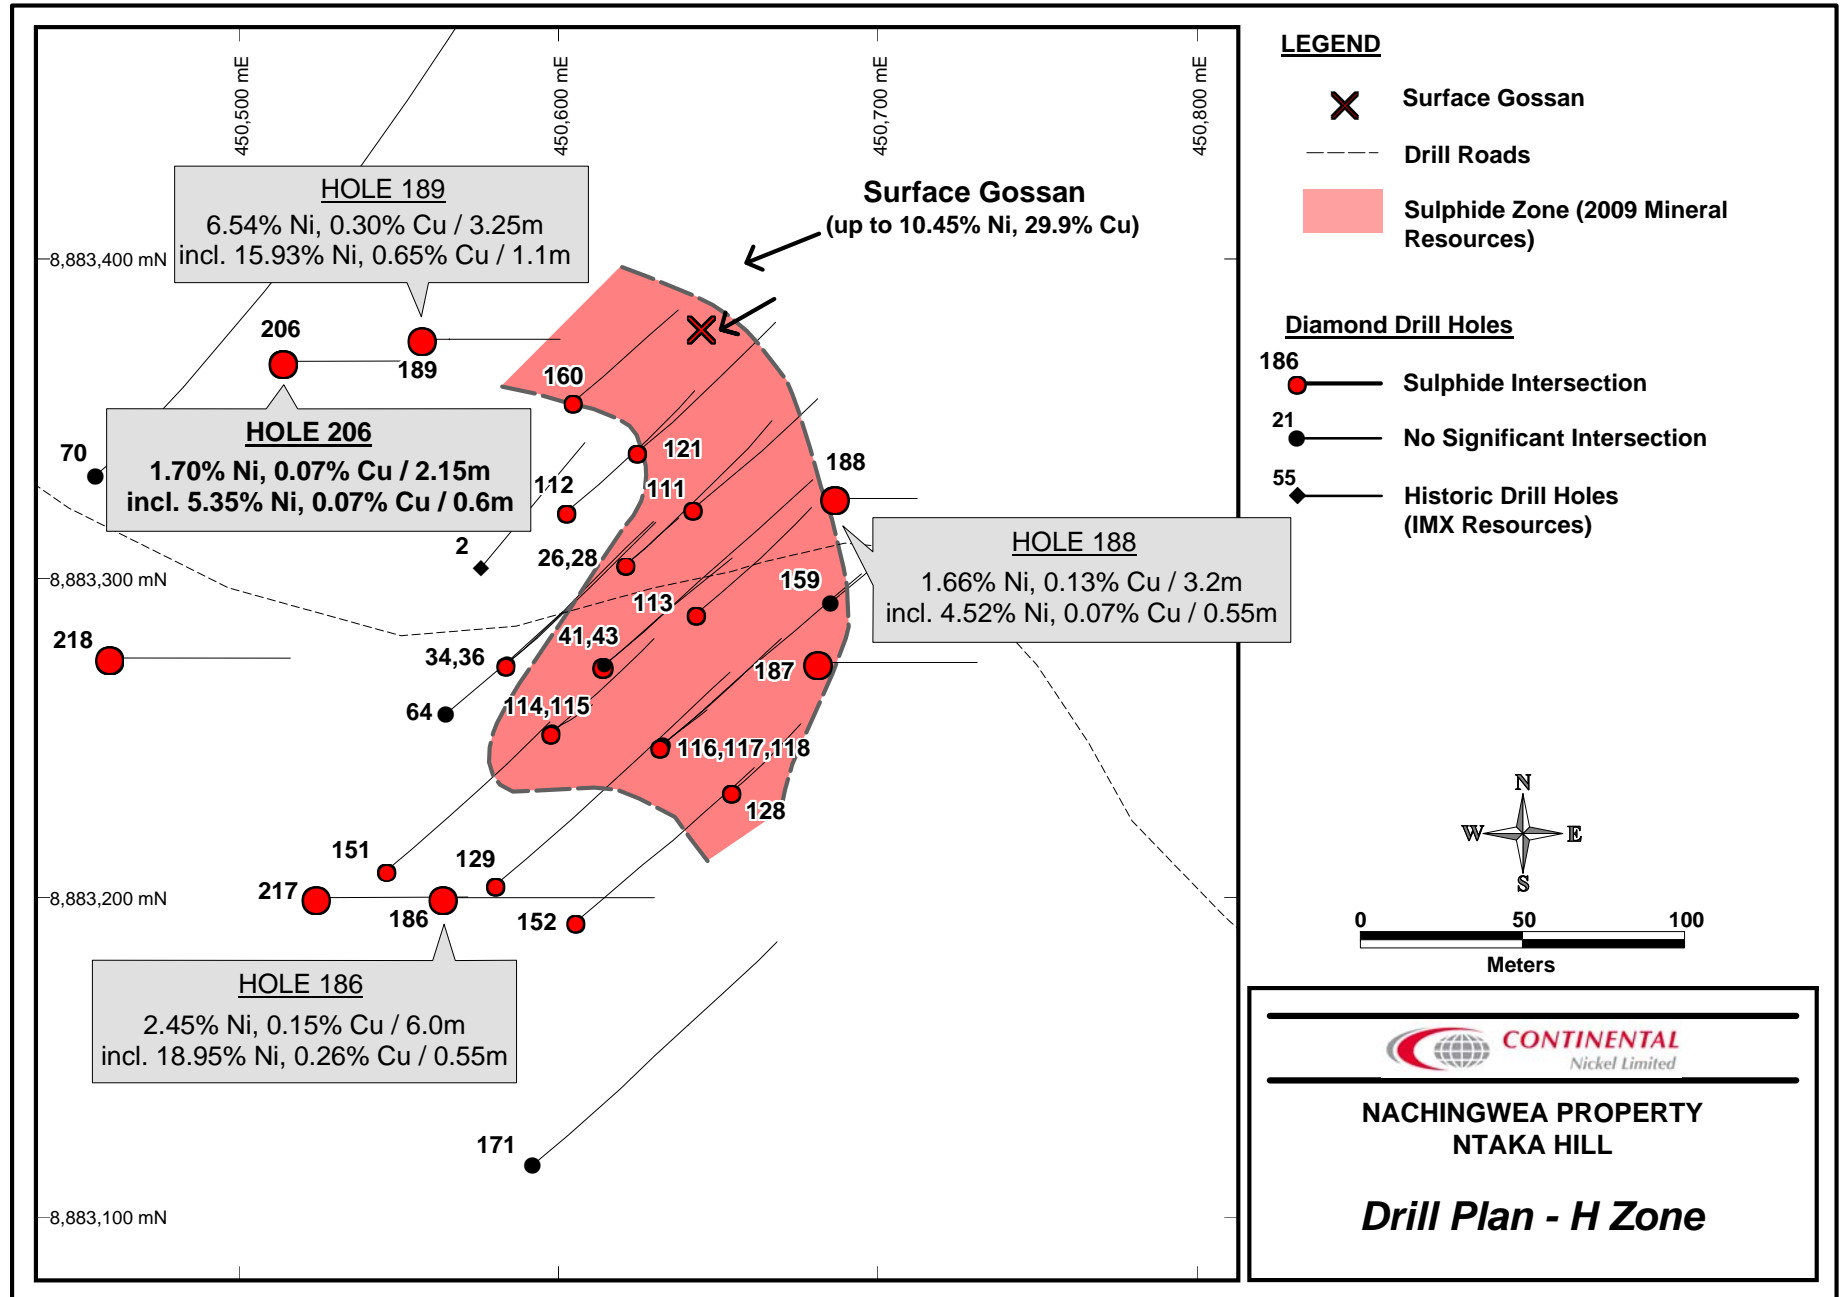 450,500 mE
450,600 mE
450,700 mE
450,800 mE
8,883,400 mN
8,883,300 mN
8,883,200 mN
8,883,100 mN
HOLE 189
6.54% Ni, 0.30% Cu / 3.25m
incl. 15.93% Ni, 0.65% Cu / 1.1m
Surface Gossan
(up to 10.45% Ni, 29.9% Cu)
206
189
160
HOLE 206
1.70% Ni, 0.07% Cu / 2.15m
incl. 5.35% Ni, 0.07% Cu / 0.6m
70
121
188
112
111
2
26,28
HOLE 188
1.66% Ni, 0.13% Cu / 3.2m
incl. 4.52% Ni, 0.07% Cu / 0.55m
159
113
41,43
218
34,36
187
64
114,115
116,117,118
128
151
129
217
186
152
HOLE 186
2.45% Ni, 0.15% Cu / 6.0m
incl. 18.95% Ni, 0.26% Cu / 0.55m
171
LEGEND
Surface Gossan
Drill Roads
Sulphide Zone (2009 Mineral
Resources)
Diamond Drill Holes
186
Sulphide Intersection
21
No Significant Intersection
55
Historic Drill Holes
(IMX Resources)
N
W
E
S
0 50 100
Meters
CONTINENTAL
Nickel Limited
NACHINGWEA PROPERTY
NTAKA HILL
Drill Plan - H Zone